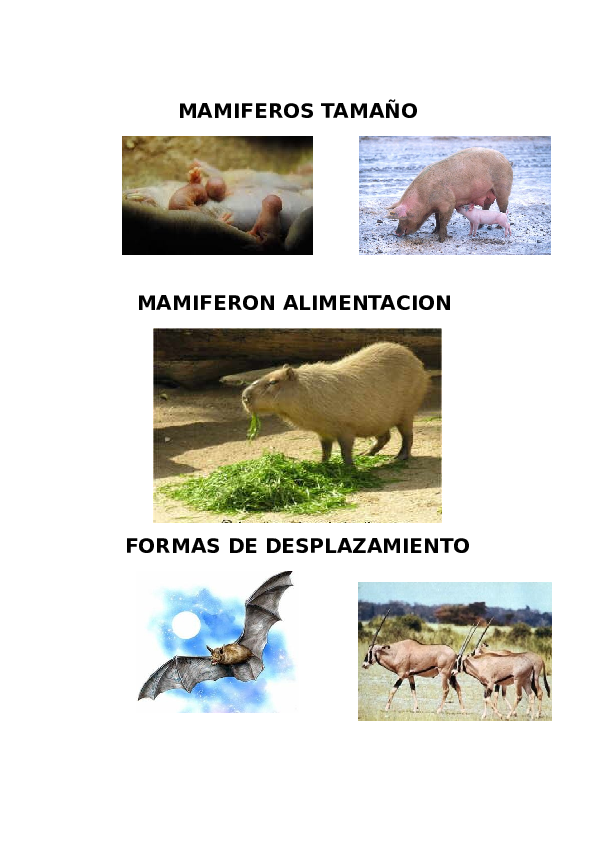 MAMIFEROS TAMAÑO
MAMIFERON ALIMENTACION
FORMAS DE DESPLAZAMIENTO